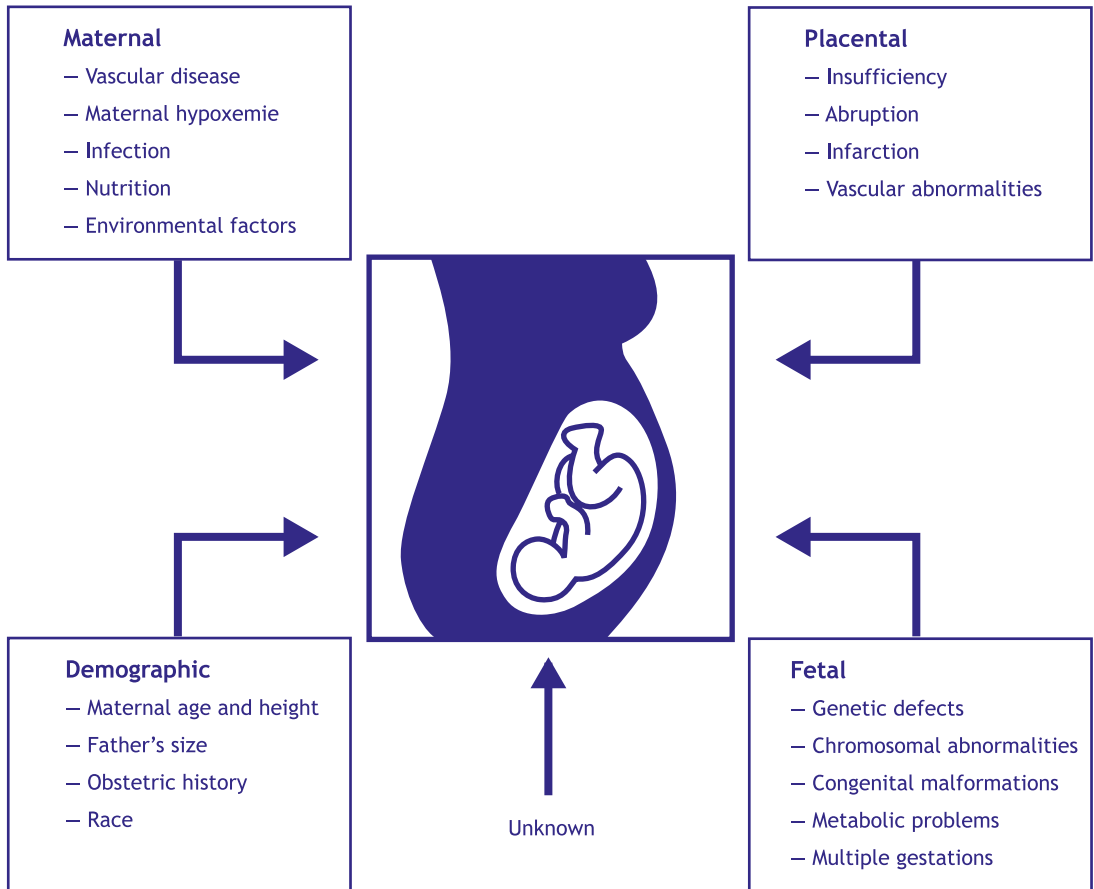 Maternal
– Vascular disease
– Maternal hypoxemie
– Infection
– Nutrition
– Environmental factors
Placental
– Insufficiency
– Abruption
– Infarction
– Vascular abnormalities
Demographic
– Maternal age and height
– Father’s size
– Obstetric history
– Race
Unknown
Fetal
– Genetic defects
– Chromosomal abnormalities
– Congenital malformations
– Metabolic problems
– Multiple gestations